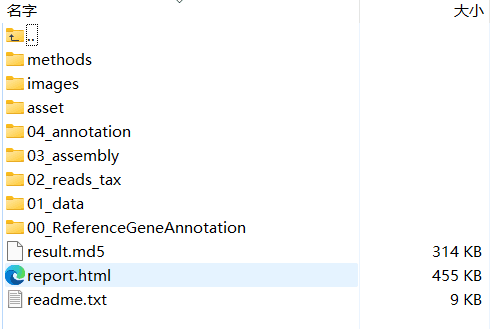 名字 大小
..
methods
images
asset
04_annotation
03_assembly
02_reads_tax
01_data
00_ReferenceGeneAnnotation
result.md5 314 KB
report.html 455 KB
readme.txt 9 KB